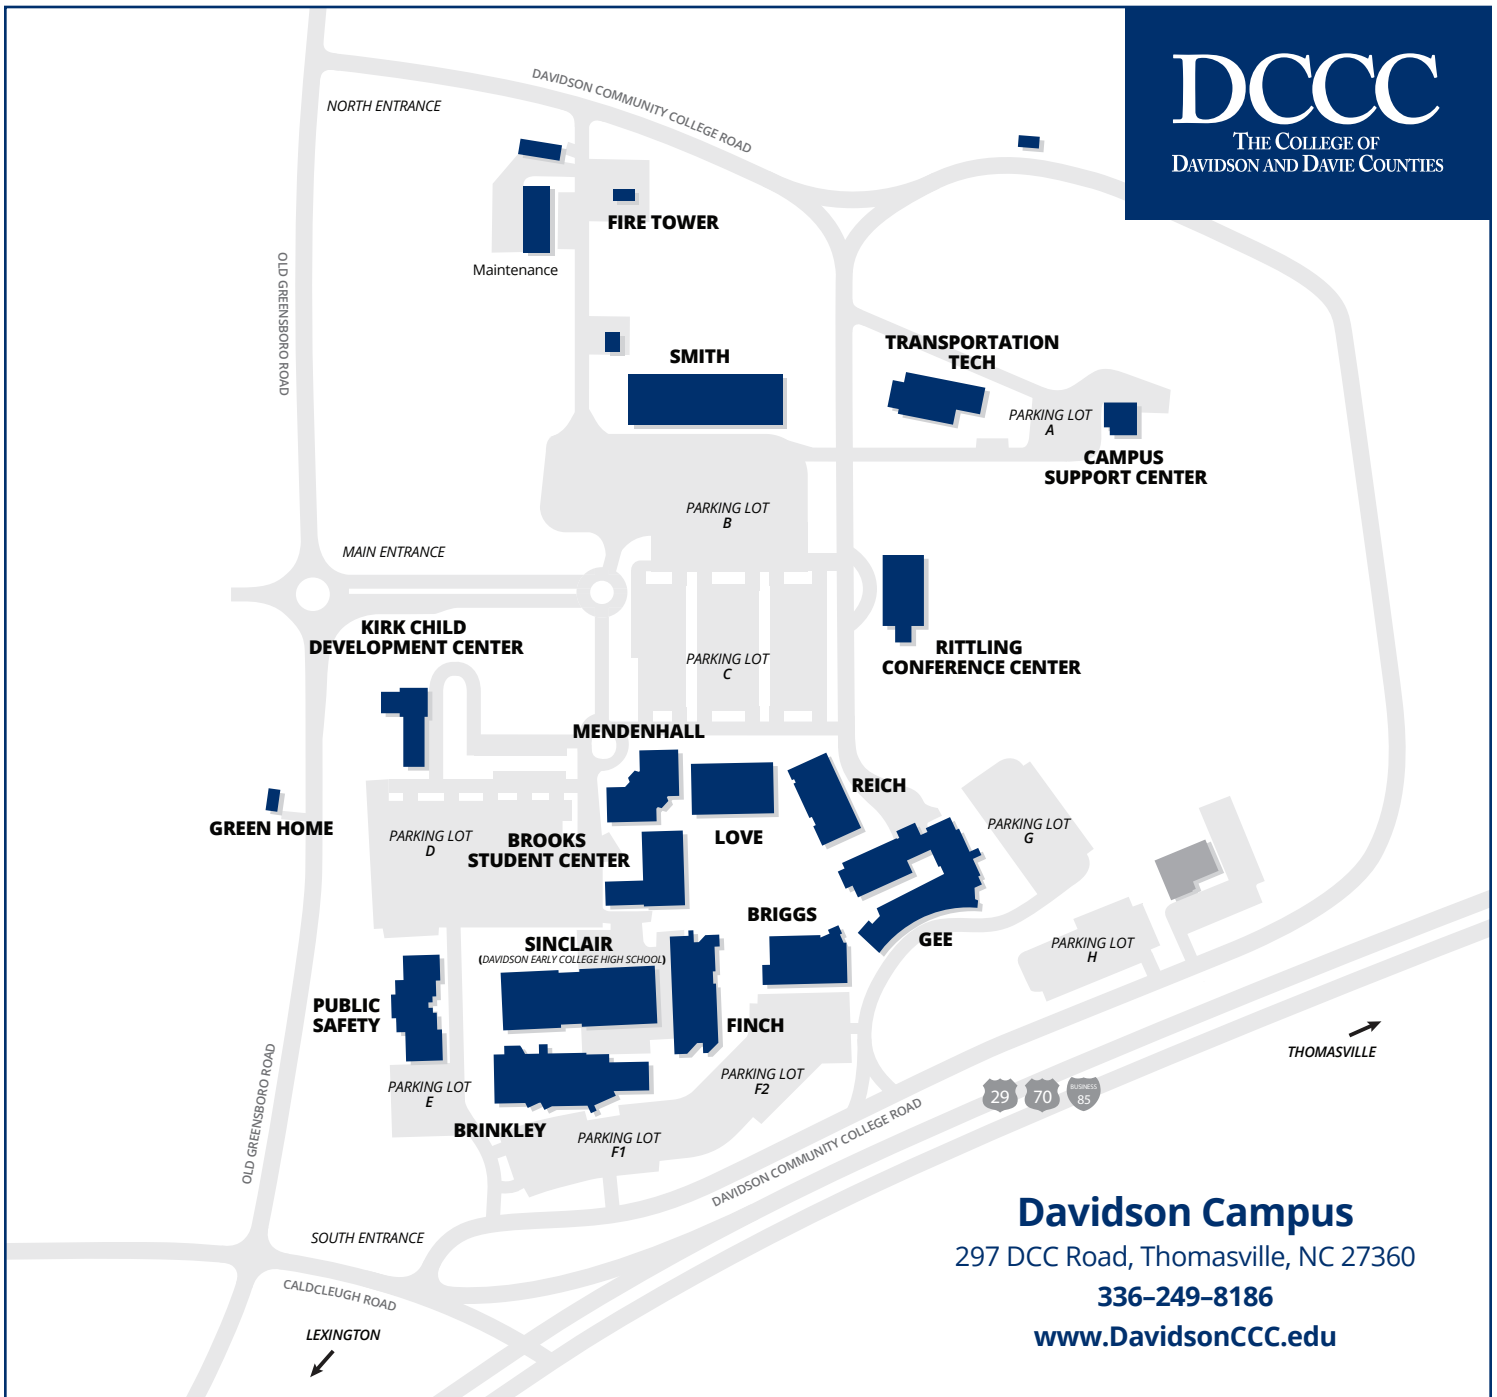 DCCC
THE COLLEGE OF
DAVIDSON AND DAVIE COUNTIES
DAVIDSON COMMUNITY COLLEGE ROAD
NORTH ENTRANCE
FIRE TOWER
Maintenance
OLD GREENSBORO ROAD
SMITH
TRANSPORTATION
TECH
PARKING LOT
A
CAMPUS
SUPPORT CENTER
PARKING LOT
B
MAIN ENTRANCE
KIRK CHILD
DEVELOPMENT CENTER
RITTLING
CONFERENCE CENTER
PARKING LOT
C
MENDENHALL
REICH
GREEN HOME
PARKING LOT
D
BROOKS
STUDENT CENTER
LOVE
PARKING LOT
G
BRIGGS
GEE
PARKING LOT
H
SINCLAIR
(DAVIDSON EARLY COLLEGE HIGH SCHOOL)
PUBLIC
SAFETY
FINCH
THOMASVILLE
PARKING LOT
E
PARKING LOT
F2
29
70
BUSINESS
85
BRINKLEY
PARKING LOT
F1
OLD GREENSBORO ROAD
DAVIDSON COMMUNITY COLLEGE ROAD
SOUTH ENTRANCE
CALDCLEUGH ROAD
LEXINGTON
Davidson Campus
297 DCC Road, Thomasville, NC 27360
336–249–8186
www.DavidsonCCC.edu